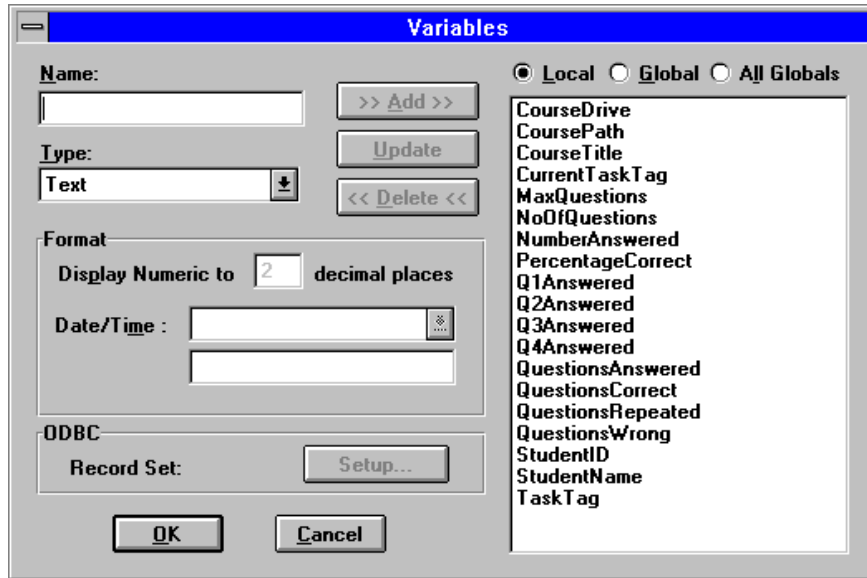 Variables
Name:
>> Add >>
Type:
Text
Update
<< Delete <<
Format
Display Numeric to 2 decimal places
Date/Time :
ODBC
Record Set: Setup...
OK Cancel
Local Global All Globals
CourseDrive
CoursePath
CourseTitle
CurrentTaskTag
MaxQuestions
NoOfQuestions
NumberAnswered
PercentageCorrect
Q1Answered
Q2Answered
Q3Answered
Q4Answered
QuestionsAnswered
QuestionsCorrect
QuestionsRepeated
QuestionsWrong
StudentID
StudentName
TaskTag